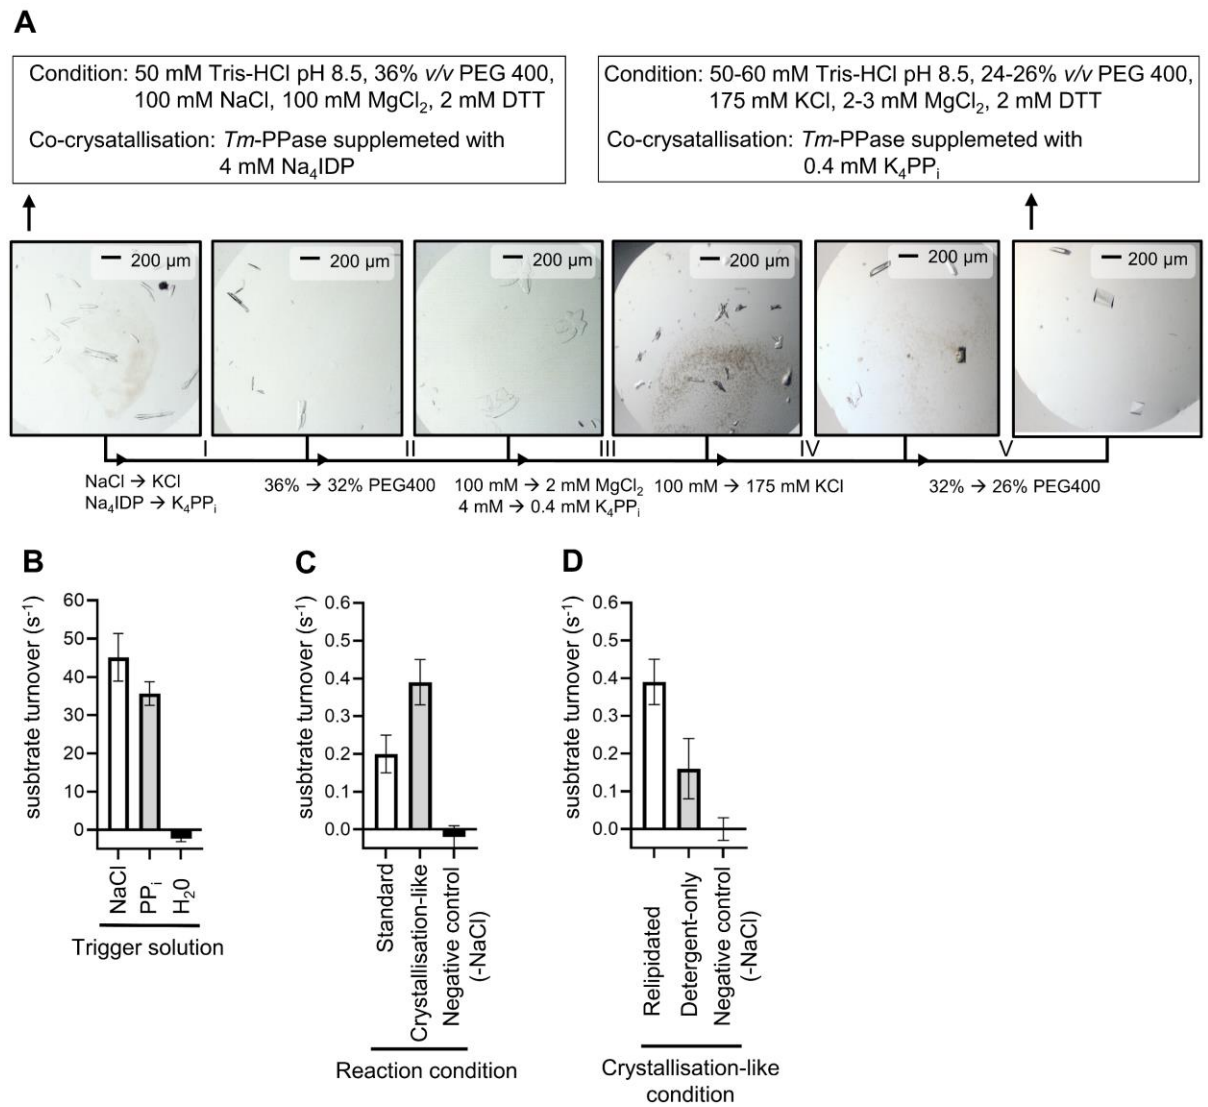 A
Condition: 50 mM Tris-HCl pH 8.5, 36% v/v PEG 400,
100 mM NaCl, 100 mM MgCl₂, 2 mM DTT
Co-crysatallisation: Tm-PPase supplemeted with
4 mM Na₄IDP
Condition: 50-60 mM Tris-HCl pH 8.5, 24-26% v/v PEG 400,
175 mM KCl, 2-3 mM MgCl₂, 2 mM DTT
Co-crysatallisation: Tm-PPase supplemeted with
0.4 mM K₄PPᵢ
200 µm
200 µm
200 µm
200 µm
200 µm
200 µm
I
II
III
IV
V
NaCl → KCl
Na₄IDP → K₄PPᵢ
36% → 32% PEG400
100 mM → 2 mM MgCl₂
4 mM → 0.4 mM K₄PPᵢ
100 mM → 175 mM KCl
32% → 26% PEG400
B
susbtrate turnover (s⁻¹)
60
50
40
30
20
10
0
NaCl
PPᵢ
H₂0
Trigger solution
C
susbtrate turnover (s⁻¹)
0.6
0.5
0.4
0.3
0.2
0.1
0.0
Standard
Crystallisation-like
Negative control
(-NaCl)
Reaction condition
D
susbtrate turnover (s⁻¹)
0.6
0.5
0.4
0.3
0.2
0.1
0.0
Relipidated
Detergent-only
Negative control
(-NaCl)
Crystallisation-like
condition